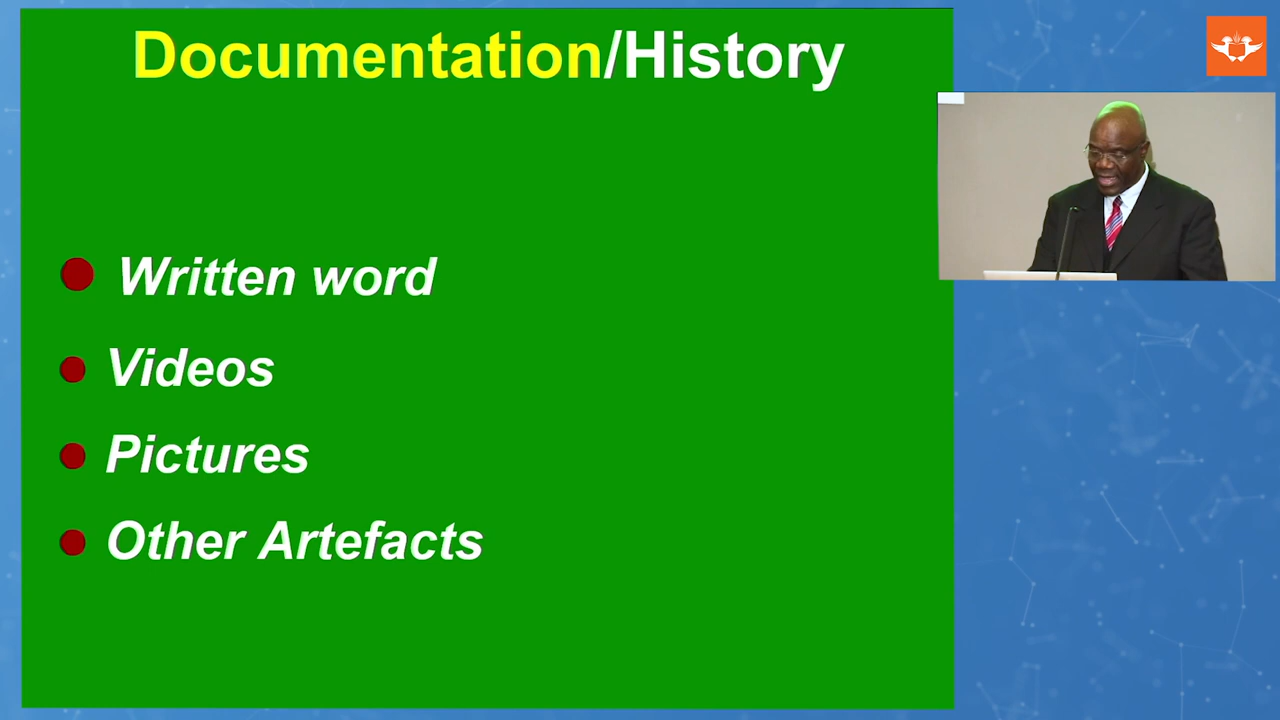 Documentation/History
Written word
Videos
Pictures
Other Artefacts